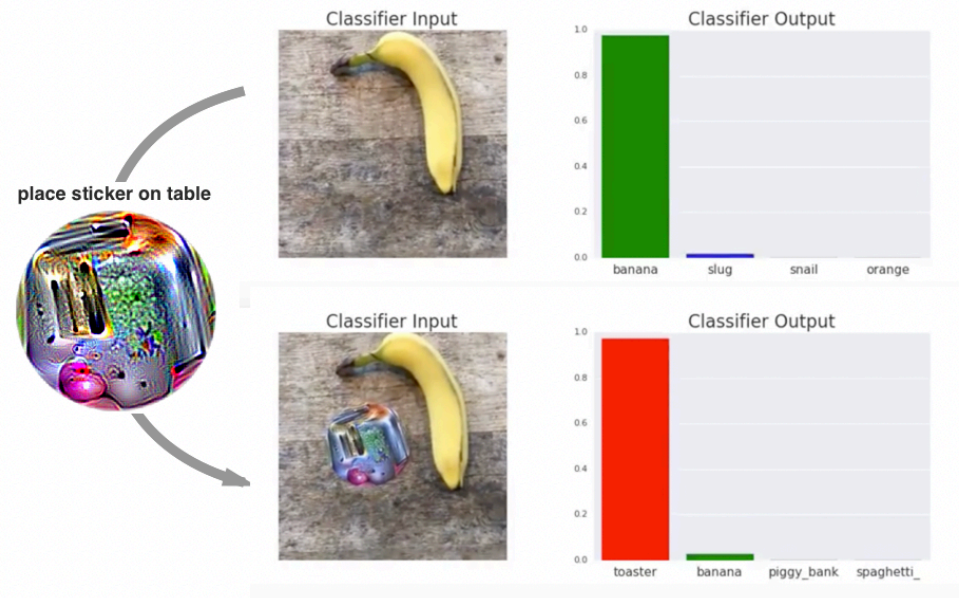 Classifier Input
Classifier Output
1.0
0.8
0.6
0.4
0.2
0.0
banana slug snail orange
place sticker on table
Classifier Input
Classifier Output
1.0
0.8
0.6
0.4
0.2
0.0
toaster banana piggy_bank spaghetti_